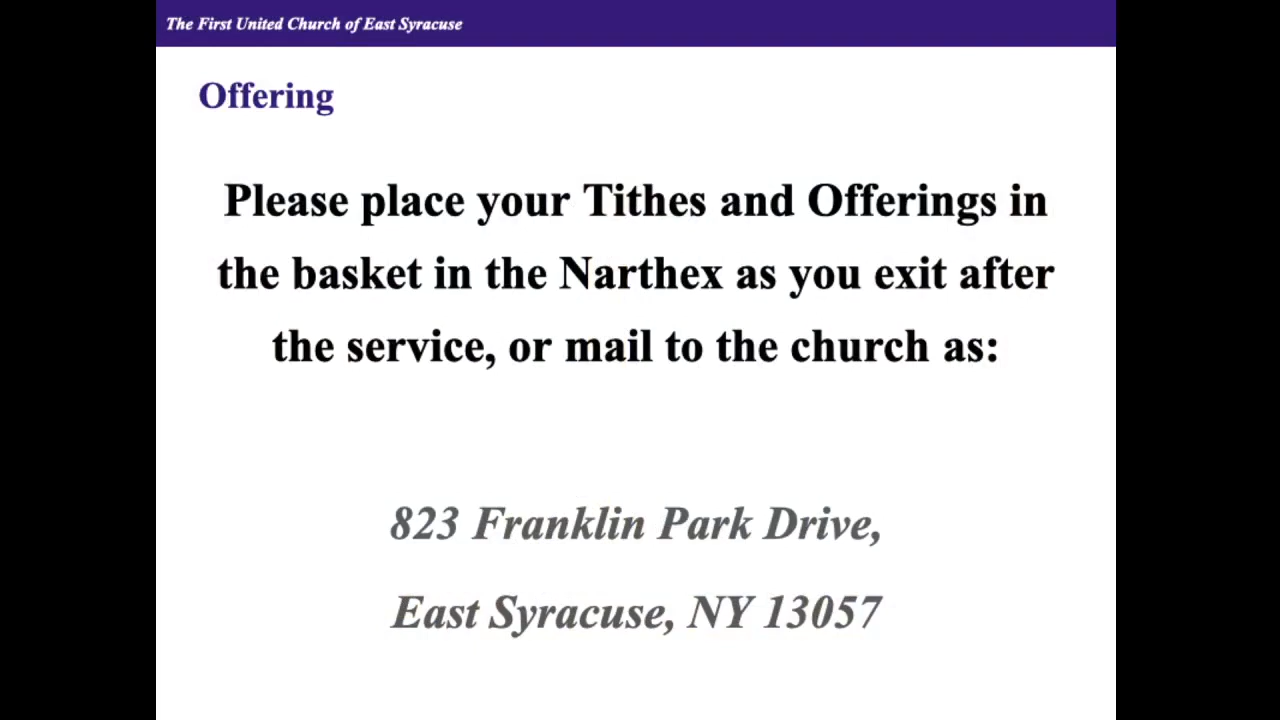 The First United Church of East Syracuse
Offering
Please place your Tithes and Offerings in
the basket in the Narthex as you exit after
the service, or mail to the church as:
823 Franklin Park Drive,
East Syracuse, NY 13057